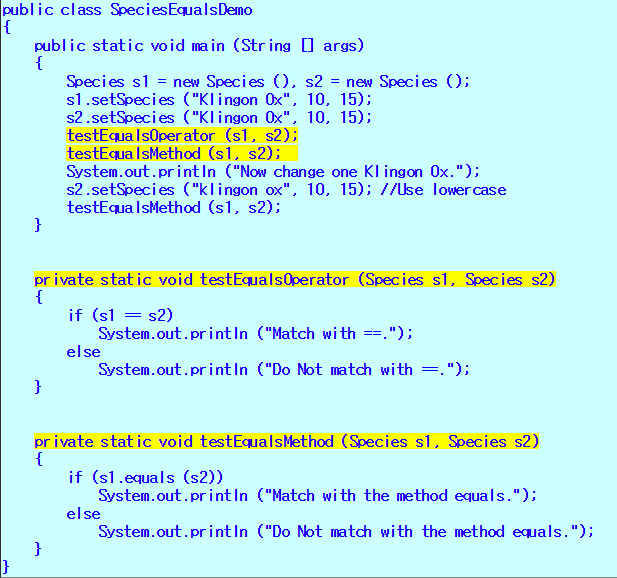 public class SpeciesEqualsDemo
{
public static void main (String [] args)
{
Species s1 = new Species (), s2 = new Species ();
s1.setSpecies ("Klingon Ox", 10, 15);
s2.setSpecies ("Klingon Ox", 10, 15);
testEqualsOperator (s1, s2);
testEqualsMethod (s1, s2);
System.out.println ("Now change one Klingon Ox.");
s2.setSpecies ("klingon ox", 10, 15); //Use lowercase
testEqualsMethod (s1, s2);
}
private static void testEqualsOperator (Species s1, Species s2)
{
if (s1 == s2)
System.out.println ("Match with ==.");
else
System.out.println ("Do Not match with ==.");
}
private static void testEqualsMethod (Species s1, Species s2)
{
if (s1.equals (s2))
System.out.println ("Match with the method equals.");
else
System.out.println ("Do Not match with the method equals.");
}
}